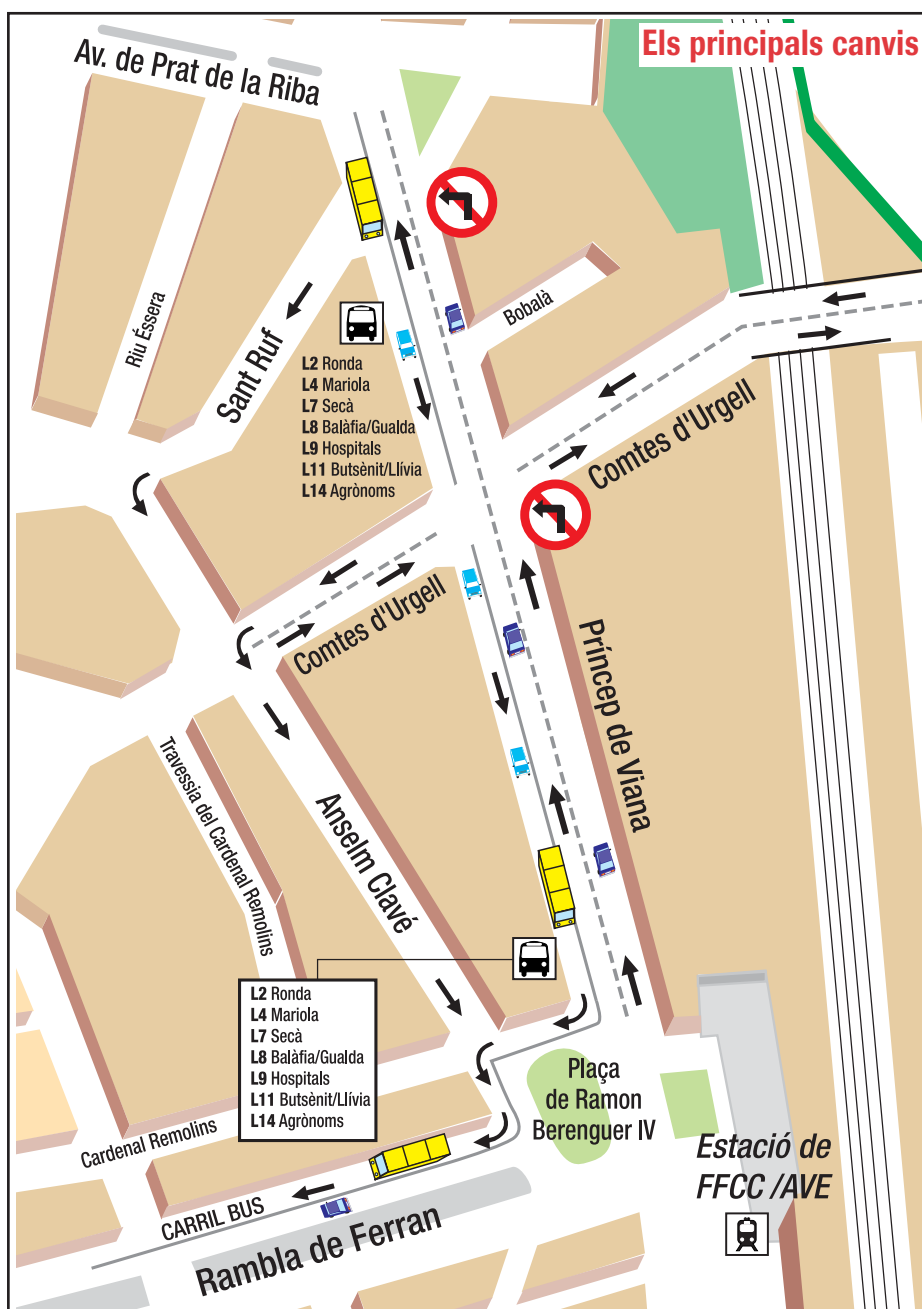 Els principals canvis
Av. de Prat de la Riba
Riu Éssera
Sant Ruf
Bobalà
L2 Ronda
L4 Mariola
L7 Secà
L8 Balàfia/Gualda
L9 Hospitals
L11 Butsènit/Llívia
L14 Agrònoms
Comtes d'Urgell
Comtes d'Urgell
Príncep de Viana
Travessia del Cardenal Remolins
Anselm Clavé
L2 Ronda
L4 Mariola
L7 Secà
L8 Balàfia/Gualda
L9 Hospitals
L11 Butsènit/Llívia
L14 Agrònoms
Plaça
de Ramon
Berenguer IV
Cardenal Remolins
Estació de
FFCC /AVE
CARRIL BUS
Rambla de Ferran